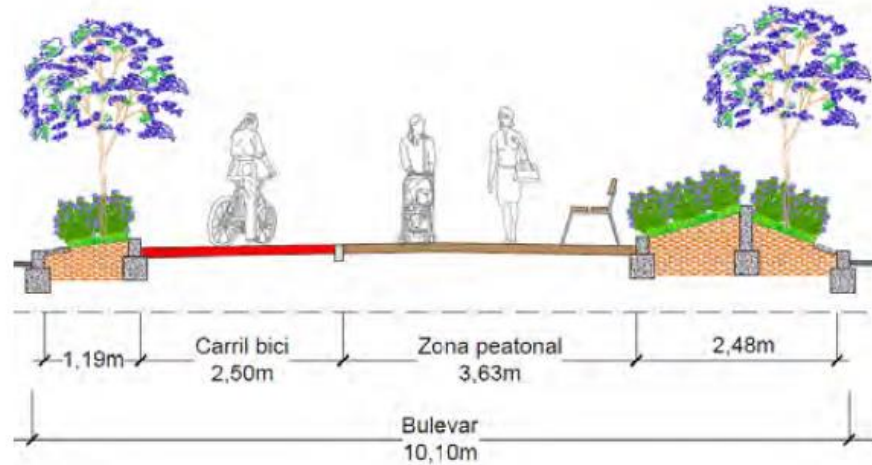 1,19m
Carril bici
2,50m
Zona peatonal
3,63m
2,48m
Bulevar
10,10m